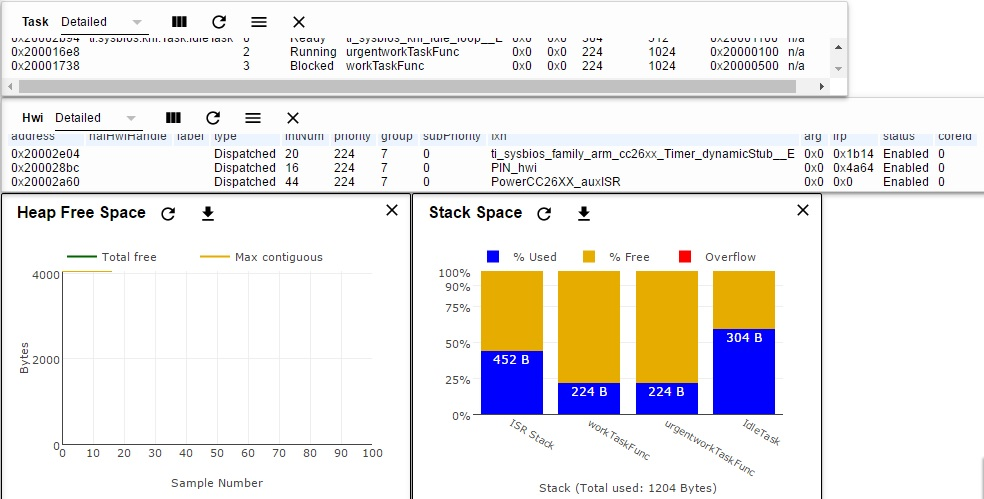 Task Detailed
0x20002b94 ti.sysbios.knl.Task.IdleTask 0 Ready ti_sysbios_knl_Idle_loop__E 0x0 0x0 304 512 0x20001100 n/a
0x200016e8 2 Running urgentworkTaskFunc 0x0 0x0 224 1024 0x20000100 n/a
0x20001738 3 Blocked workTaskFunc 0x0 0x0 224 1024 0x20000500 n/a
Hwi Detailed
address halHwiHandle label type intNum priority group subPriority fxn arg irp status coreId
0x20002e04 Dispatched 20 224 7 0 ti_sysbios_family_arm_cc26xx_Timer_dynamicStub__E 0x0 0x1b14 Enabled 0
0x200028bc Dispatched 16 224 7 0 PIN_hwi 0x0 0x4a64 Enabled 0
0x20002a60 Dispatched 44 224 7 0 PowerCC26XX_auxISR 0x0 0x0 Enabled 0
Heap Free Space
Total free Max contiguous
4000
2000
0
Bytes
0 10 20 30 40 50 60 70 80 90 100
Sample Number
Stack Space
% Used % Free Overflow
100%
90%
75%
50%
25%
0%
452 B
224 B
224 B
304 B
ISR Stack
workTaskFunc
urgentworkTaskFunc
IdleTask
Stack (Total used: 1204 Bytes)